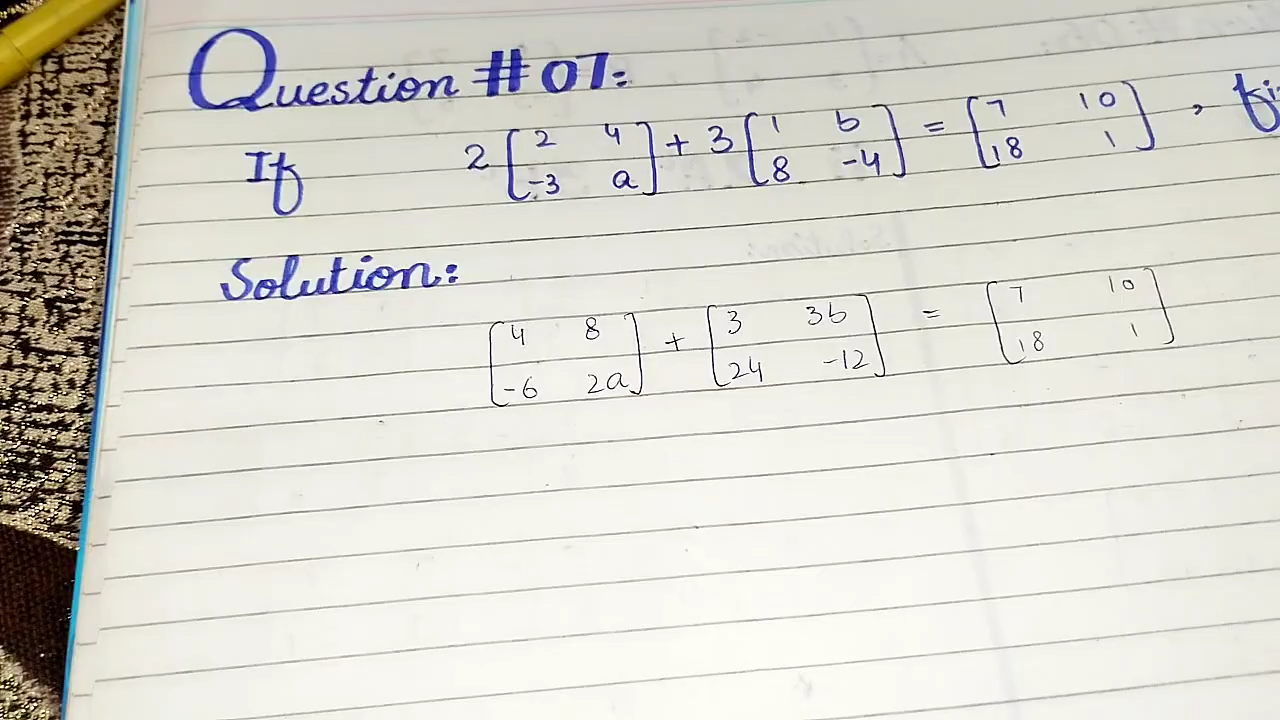 Question # 07:
If 2 [2 4; -3 a] + 3 [1 b; 8 -4] = [7 10; 18 1] ,
Solution:
[4 8; -6 2a] + [3 3b; 24 -12] = [7 10; 18 1]